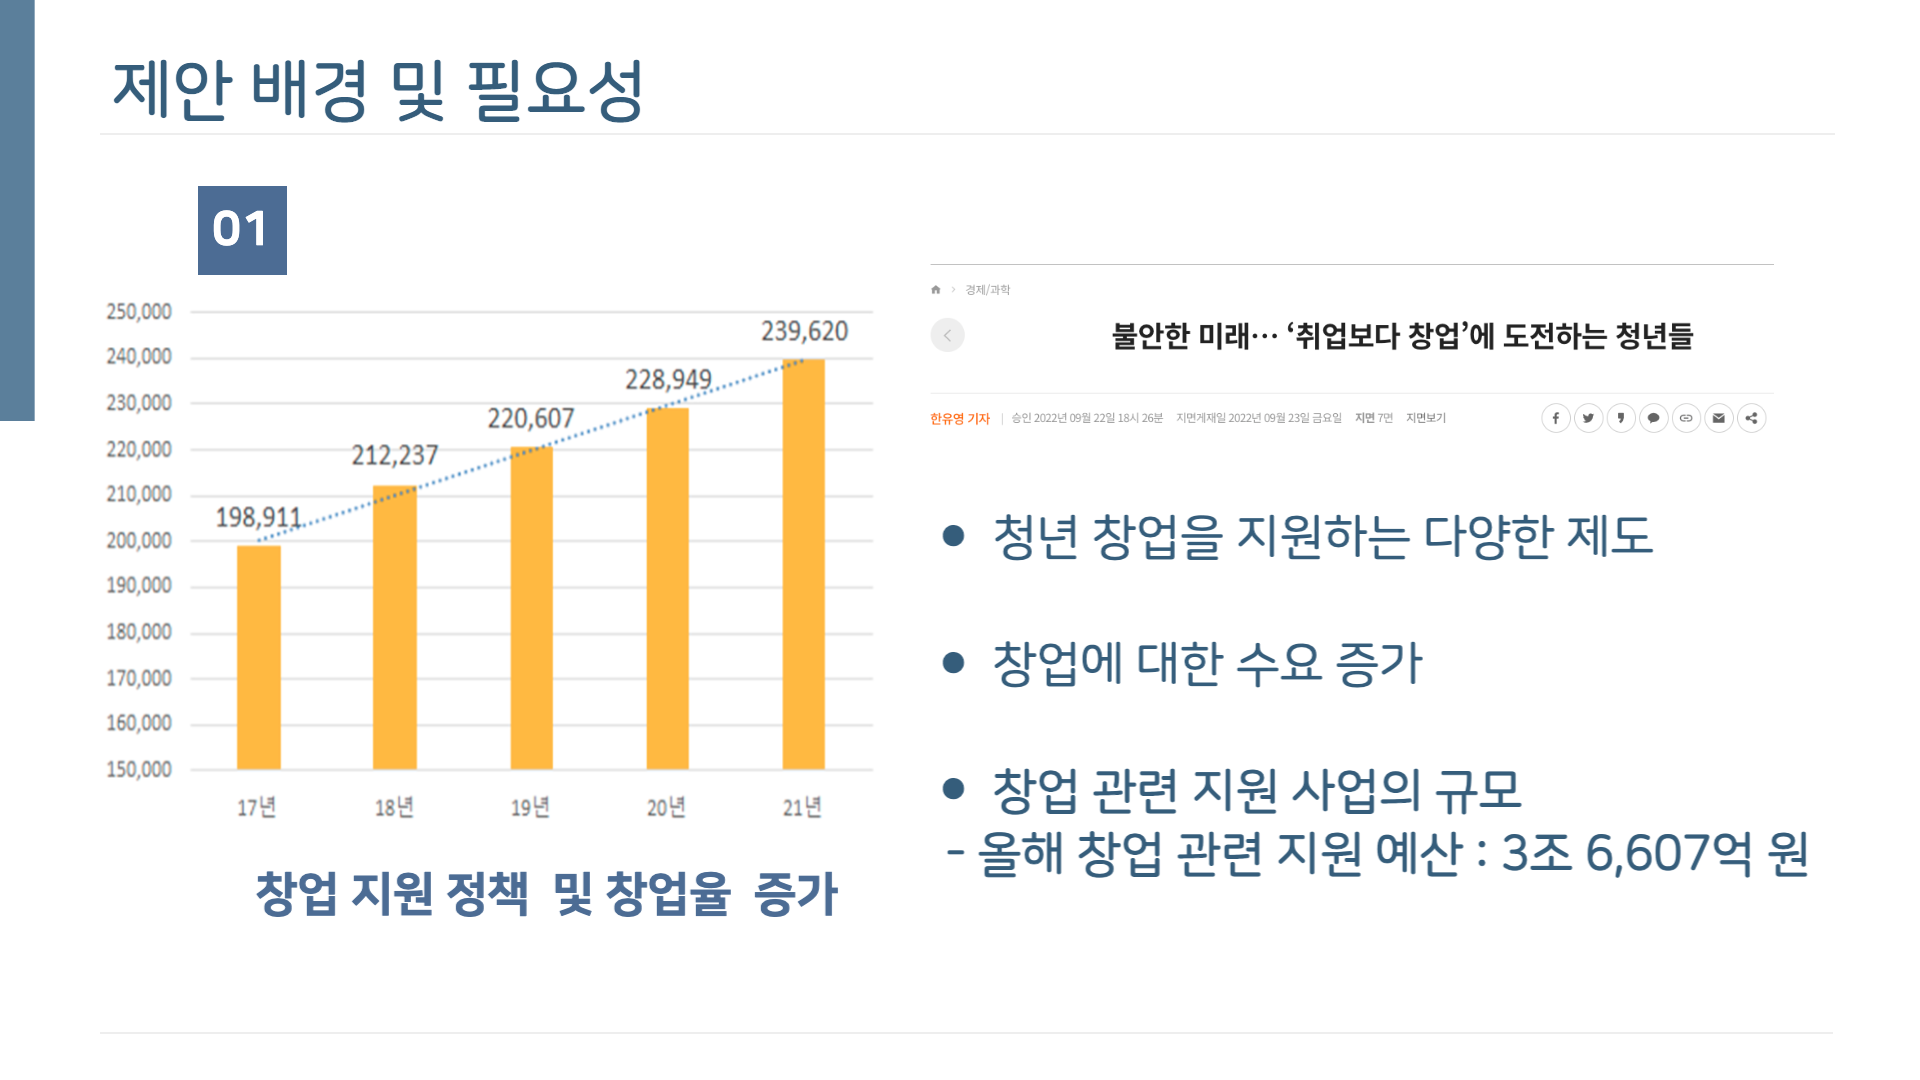 제안 배경 및 필요성
01
250,000
240,000
230,000
220,000
210,000
200,000
190,000
180,000
170,000
160,000
150,000
198,911
212,237
220,607
228,949
239,620
17년 18년 19년 20년 21년
창업 지원 정책 및 창업율 증가
경제/과학
불안한 미래… ‘취업보다 창업’에 도전하는 청년들
한유영 기자 | 승인 2022년 09월 22일 18시 26분 지면게재일 2022년 09월 23일 금요일 지면 7면 지면보기
● 청년 창업을 지원하는 다양한 제도
● 창업에 대한 수요 증가
● 창업 관련 지원 사업의 규모
- 올해 창업 관련 지원 예산 : 3조 6,607억 원